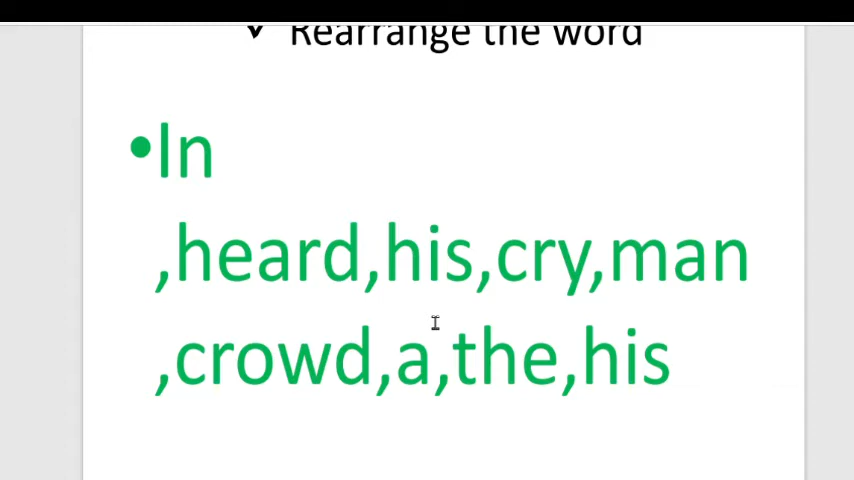 ✓ Rearrange the word
•In
,heard,his,cry,man
,crowd,a,the,his